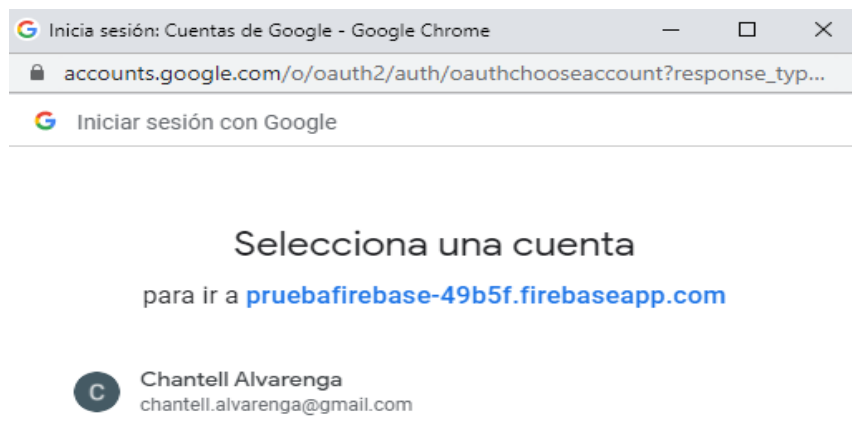 Inicia sesión: Cuentas de Google - Google Chrome
accounts.google.com/o/oauth2/auth/oauthchooseaccount?response_typ...
Iniciar sesión con Google
Selecciona una cuenta
para ir a pruebafirebase-49b5f.firebaseapp.com
C
Chantell Alvarenga
chantell.alvarenga@gmail.com